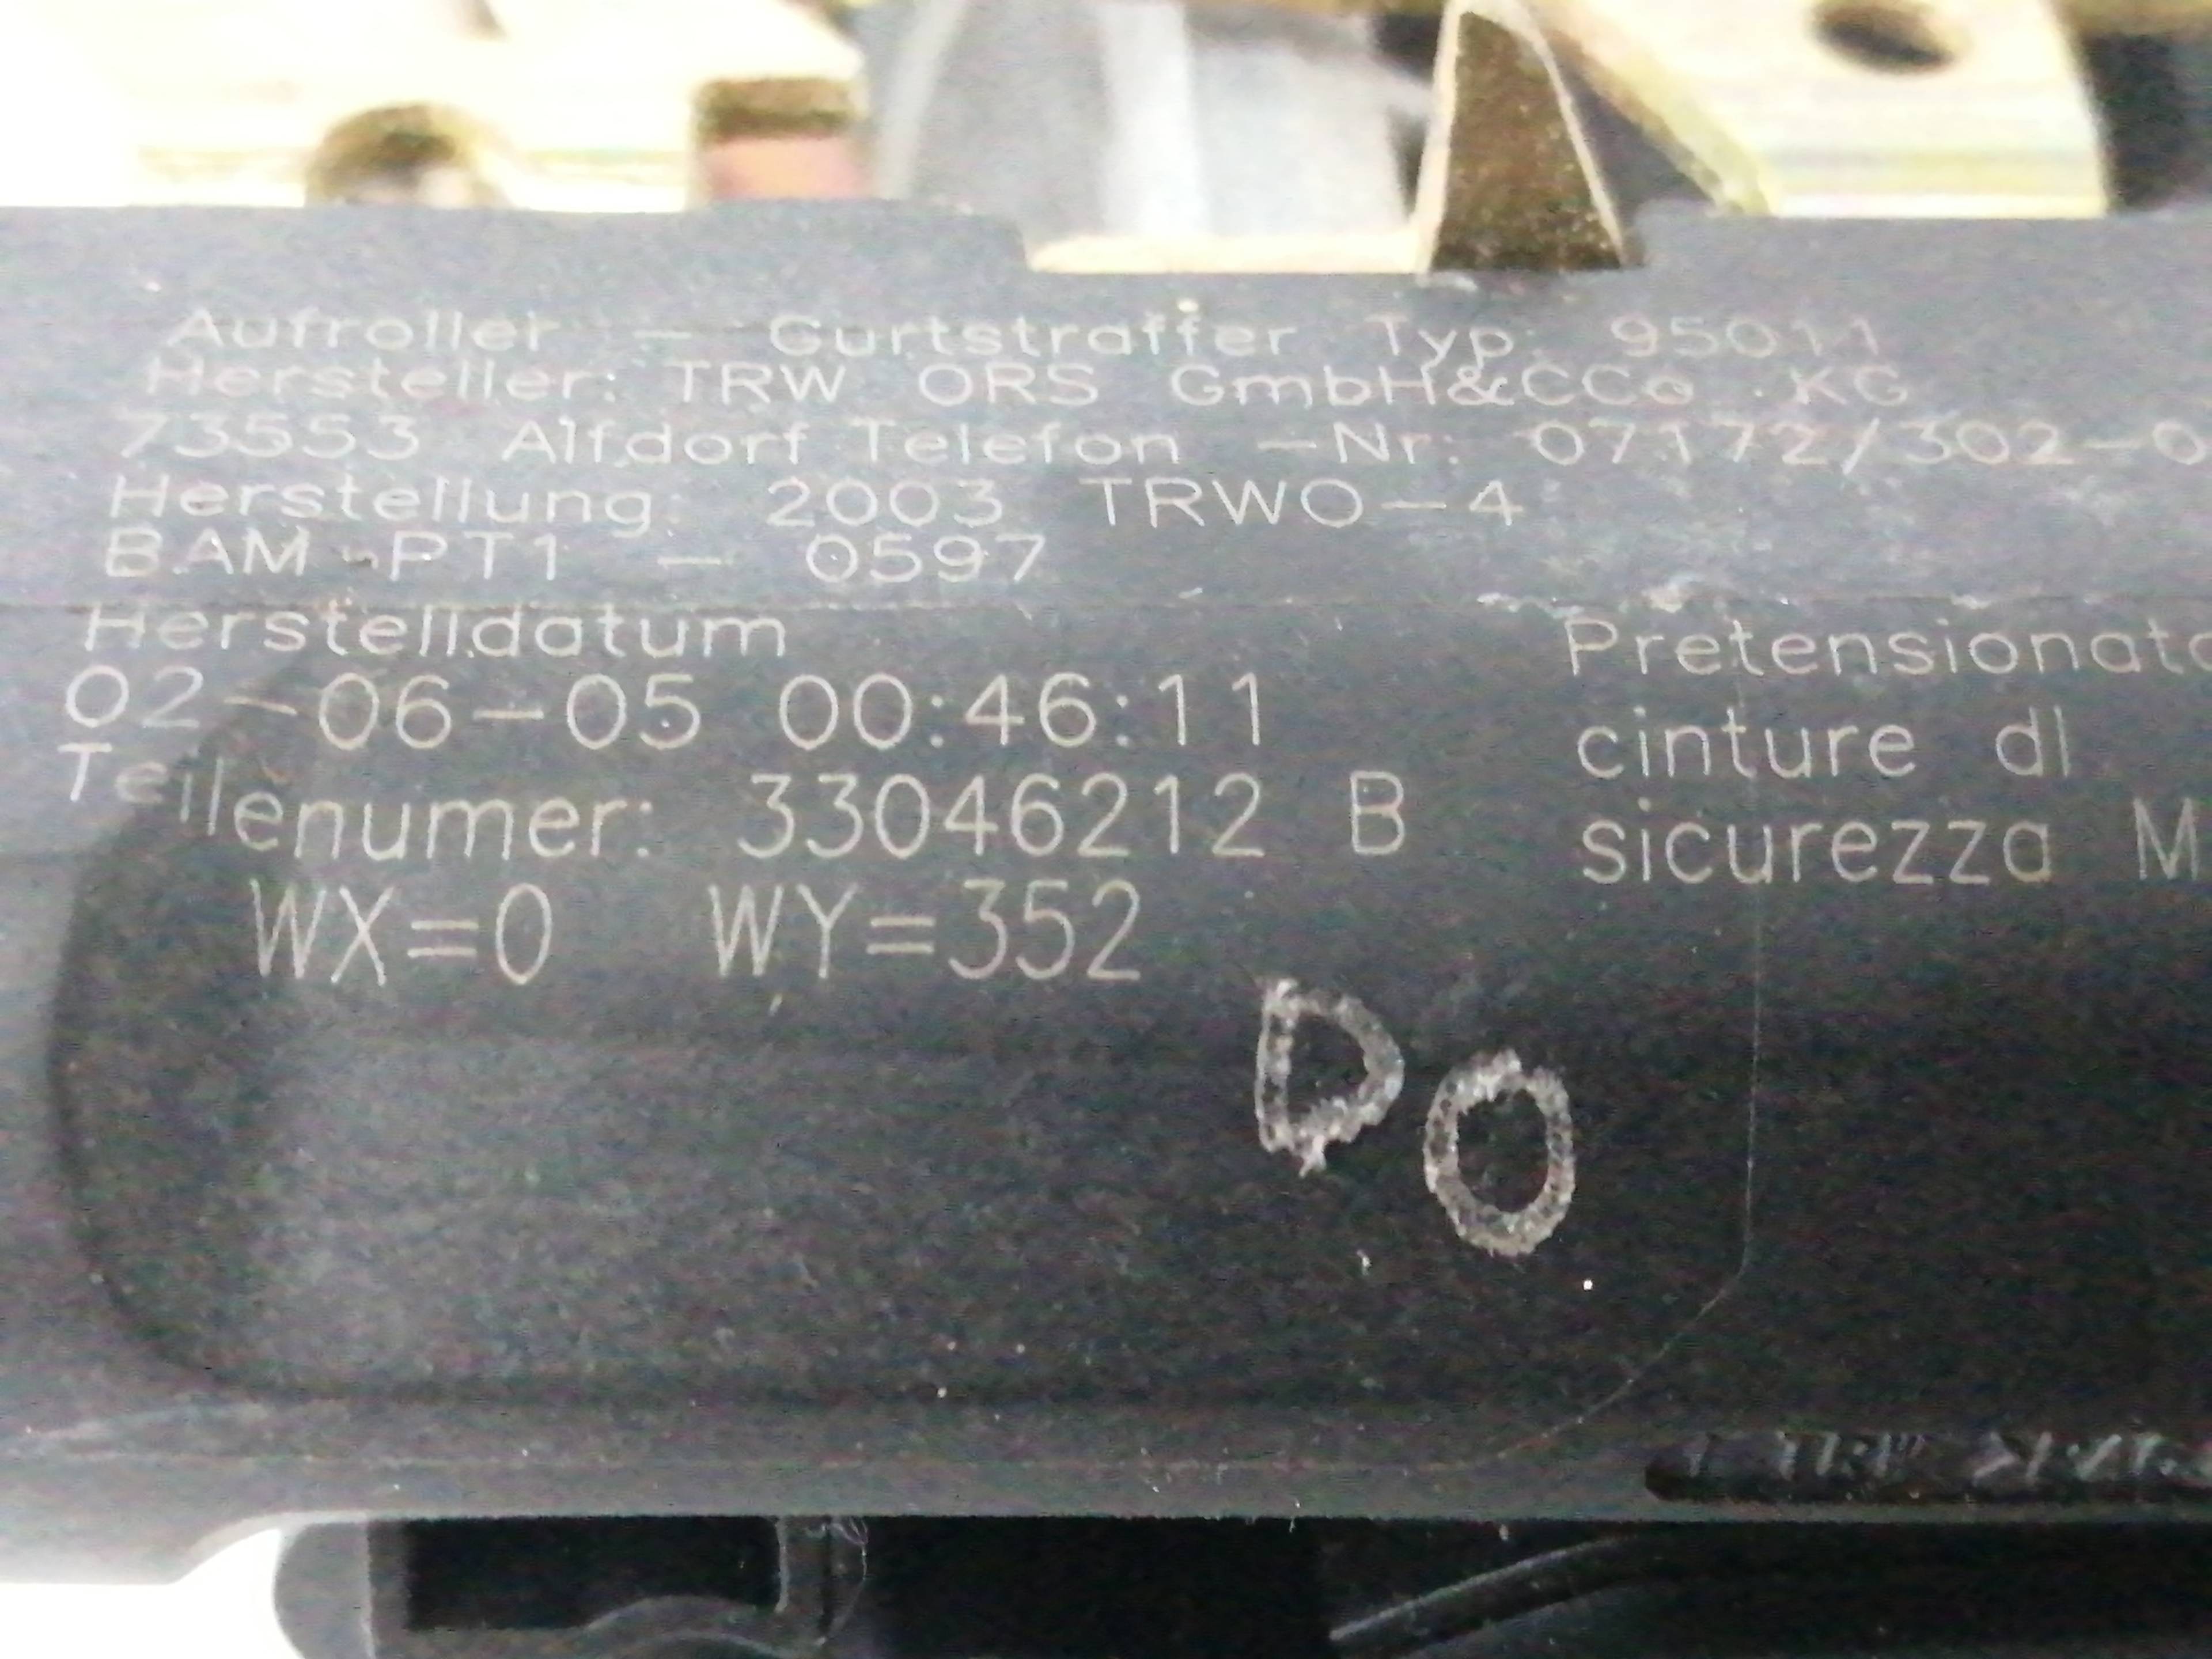 Aufroller - Gurtstraffer Typ: 95011
Hersteller: TRW ORS GmbH&CCo .KG
73553 Alfdorf Telefon -Nr: 07172/302-0
Herstellung: 2003 TRWO-4
BAM-PT1 - 0597
Herstelldatum
02-06-05 00:46:11
Teilenumer: 33046212 B
WX=0 WY=352
Pretensionato
cinture dI
sicurezza M
DO